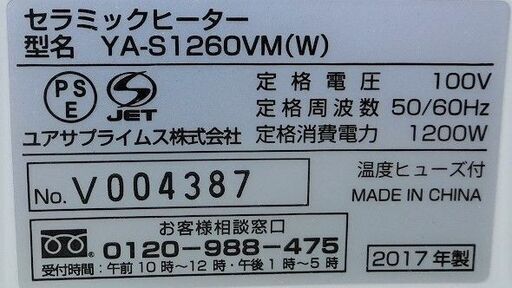 セラミックヒーター
型名 YA-S1260VM(W)
PS
E
JET
定格電圧 100V
定格周波数 50/60Hz
ユアサプライムス株式会社
定格消費電力 1200W
No. V004387
温度ヒューズ付
MADE IN CHINA
お客様相談窓口
0120-988-475
受付時間：午前10時〜12時・午後1時〜5時
2017年製